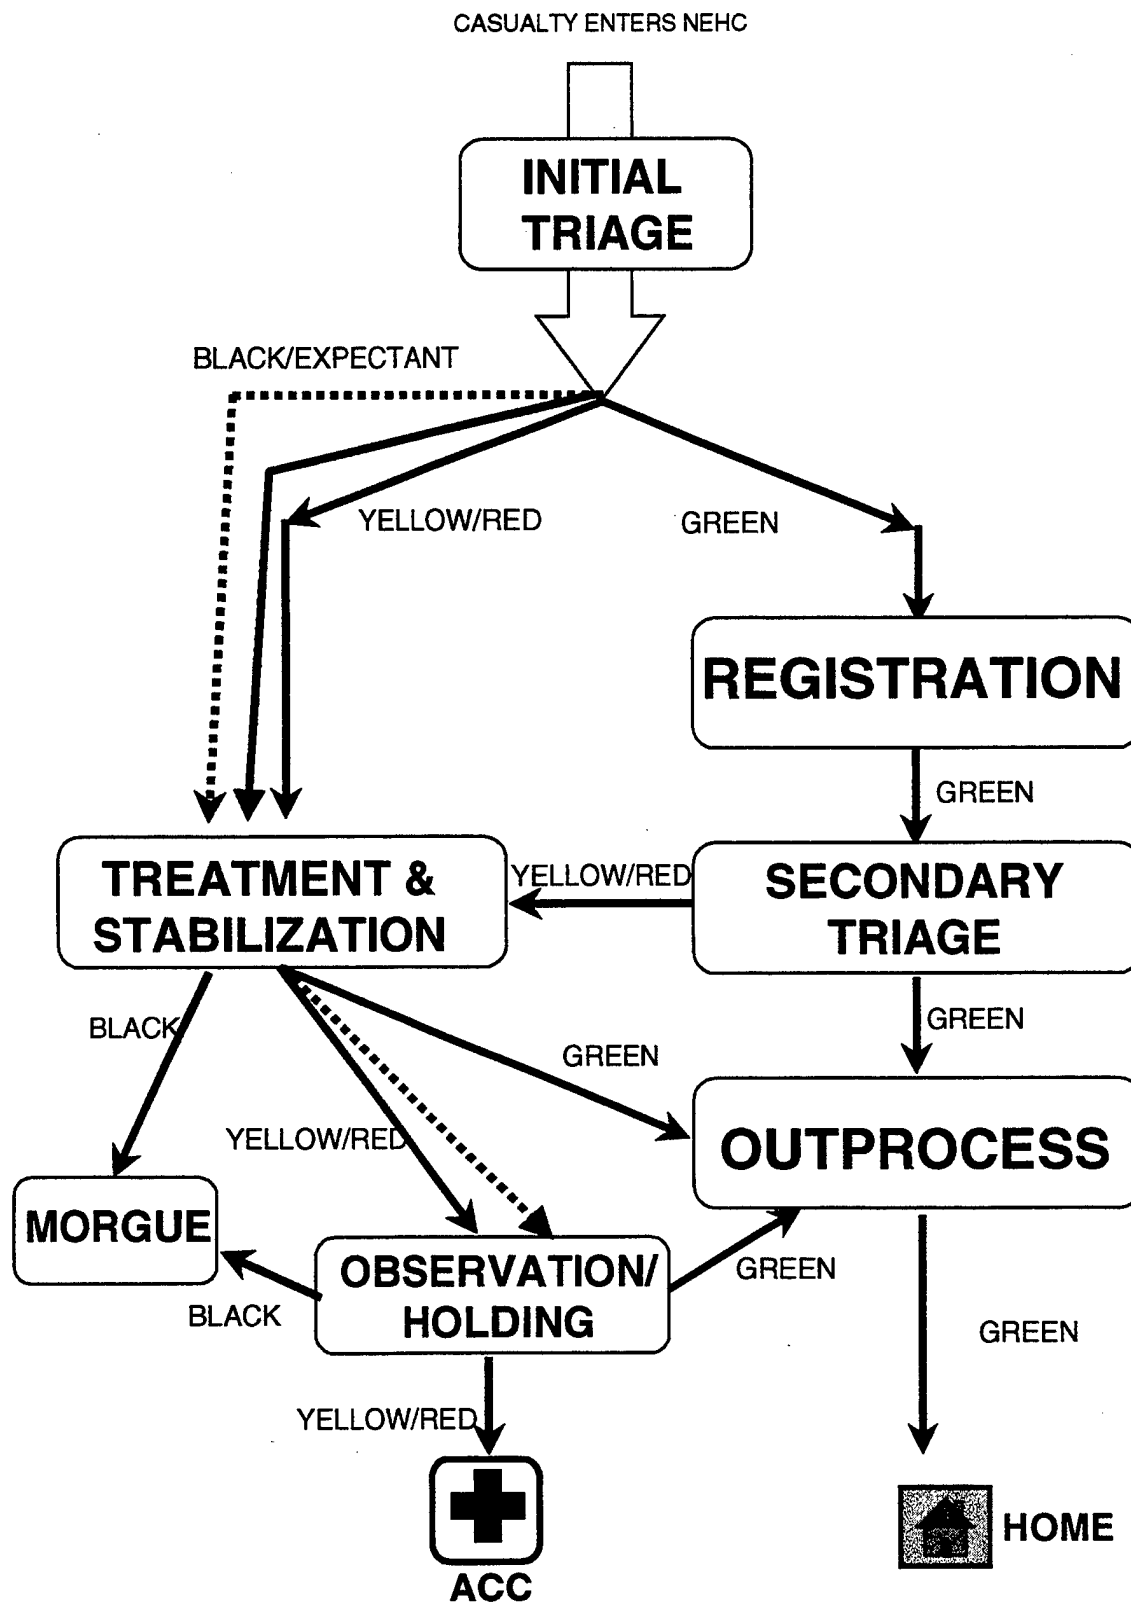 CASUALTY ENTERS NEHC
INITIAL
TRIAGE
BLACK/EXPECTANT
YELLOW/RED
GREEN
REGISTRATION
GREEN
TREATMENT &
STABILIZATION
YELLOW/RED
SECONDARY
TRIAGE
BLACK
GREEN
GREEN
YELLOW/RED
OUTPROCESS
MORGUE
OBSERVATION/
HOLDING
GREEN
BLACK
GREEN
YELLOW/RED
HOME
ACC